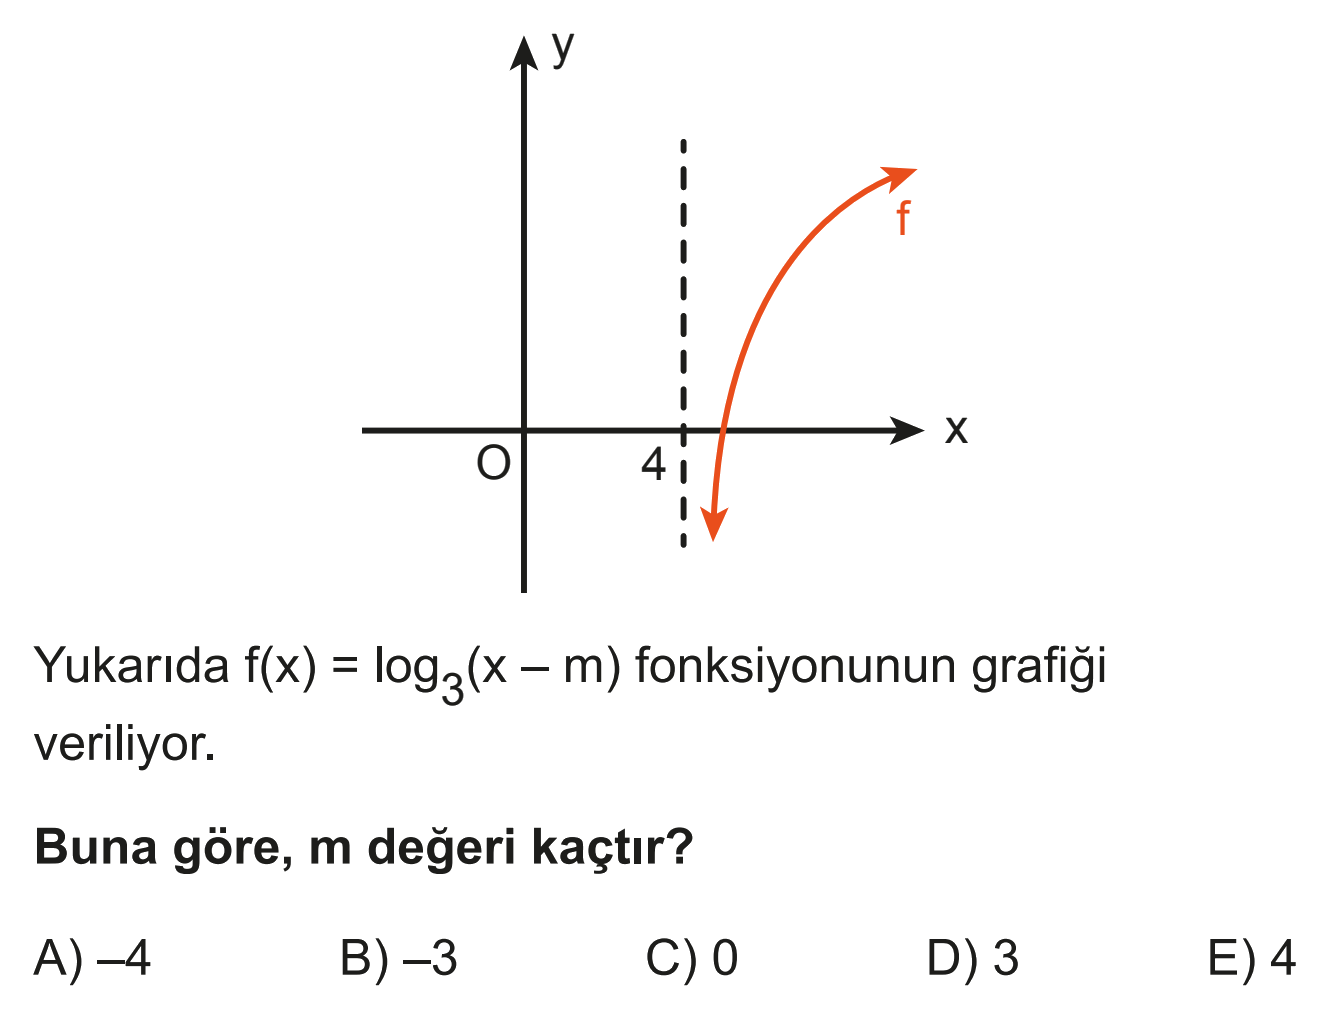 y
f
x
O
4
Yukarıda f(x) = log₃(x – m) fonksiyonunun grafiği
veriliyor.
Buna göre, m değeri kaçtır?
A) –4 B) –3 C) 0 D) 3 E) 4